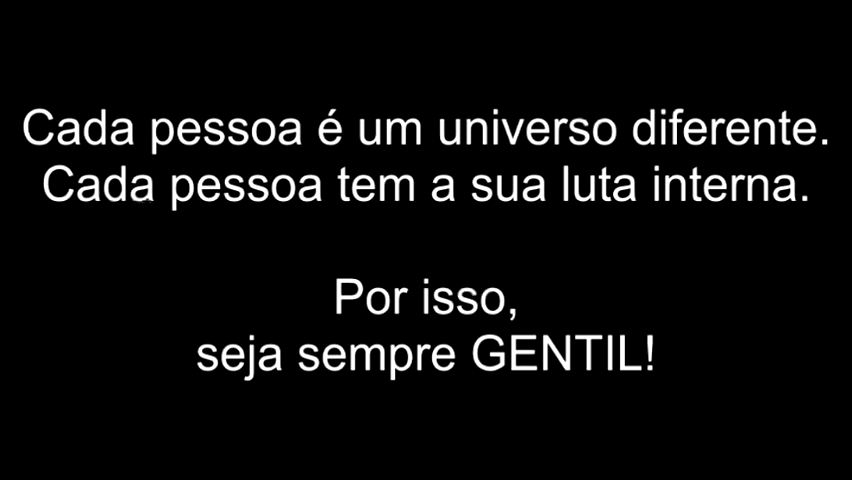 Cada pessoa é um universo diferente.
Cada pessoa tem a sua luta interna.
Por isso,
seja sempre GENTIL!